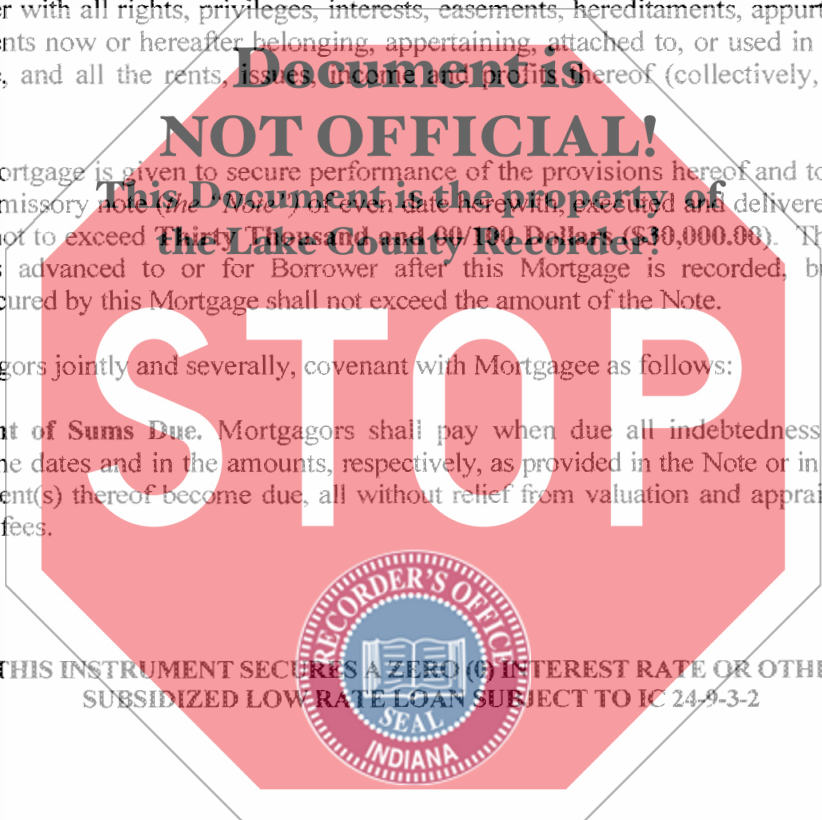 er with all rights, privileges, interests, easements, hereditaments, appurt
nts now or hereafter belonging, appertaining, attached to, or used in
, and all the rents, issues, income and profits thereof (collectively,
Document is
NOT OFFICIAL!
This Document is the property of
the Lake County Recorder!
ortgage is given to secure performance of the provisions hereof and to
missory note (the "Note") of even date herewith, executed and delivere
not to exceed Thirty Thousand and 00/100 Dollars ($30,000.00). Th
s advanced to or for Borrower after this Mortgage is recorded, bu
cured by this Mortgage shall not exceed the amount of the Note.
gors jointly and severally, covenant with Mortgagee as follows:
STOP
nt of Sums Due. Mortgagors shall pay when due all indebtedness
he dates and in the amounts, respectively, as provided in the Note or in
ent(s) thereof become due, all without relief from valuation and apprai
fees.
RECORDER'S OFFICE
SEAL
INDIANA
THIS INSTRUMENT SECURES A ZERO (0) INTEREST RATE OR OTHE
SUBSIDIZED LOW RATE LOAN SUBJECT TO IC 24-9-3-2